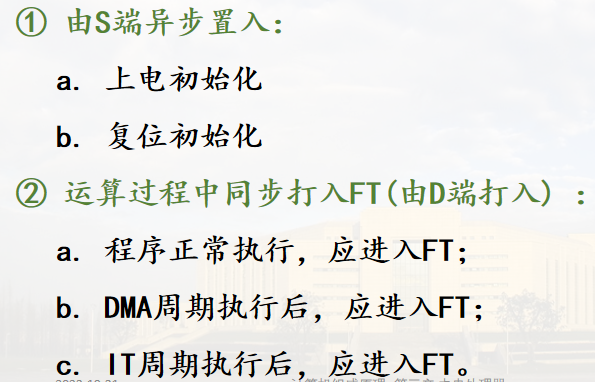 ① 由S端异步置入：
a. 上电初始化
b. 复位初始化
② 运算过程中同步打入FT(由D端打入) ：
a. 程序正常执行，应进入FT；
b. DMA周期执行后，应进入FT；
c. IT周期执行后，应进入FT。